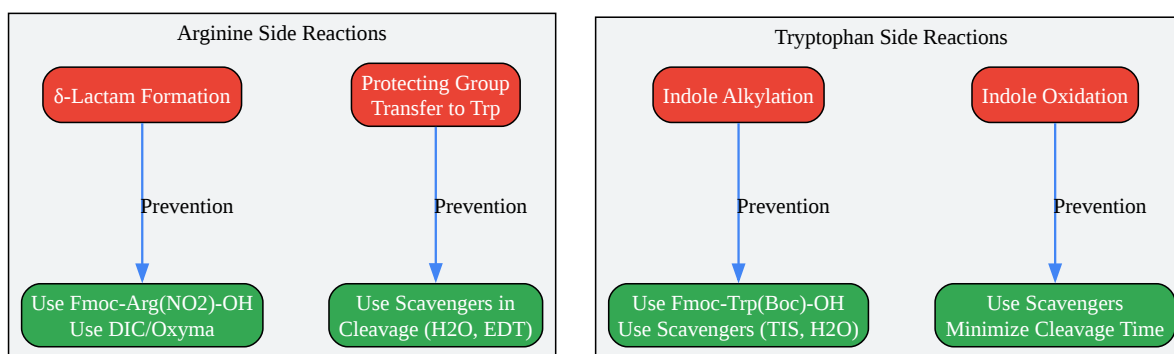 Arginine Side Reactions
δ-Lactam Formation
Protecting Group
Transfer to Trp
Prevention
Prevention
Use Fmoc-Arg(NO2)-OH
Use DIC/Oxyma
Use Scavengers in
Cleavage (H2O, EDT)
Tryptophan Side Reactions
Indole Alkylation
Indole Oxidation
Prevention
Prevention
Use Fmoc-Trp(Boc)-OH
Use Scavengers (TIS, H2O)
Use Scavengers
Minimize Cleavage Time